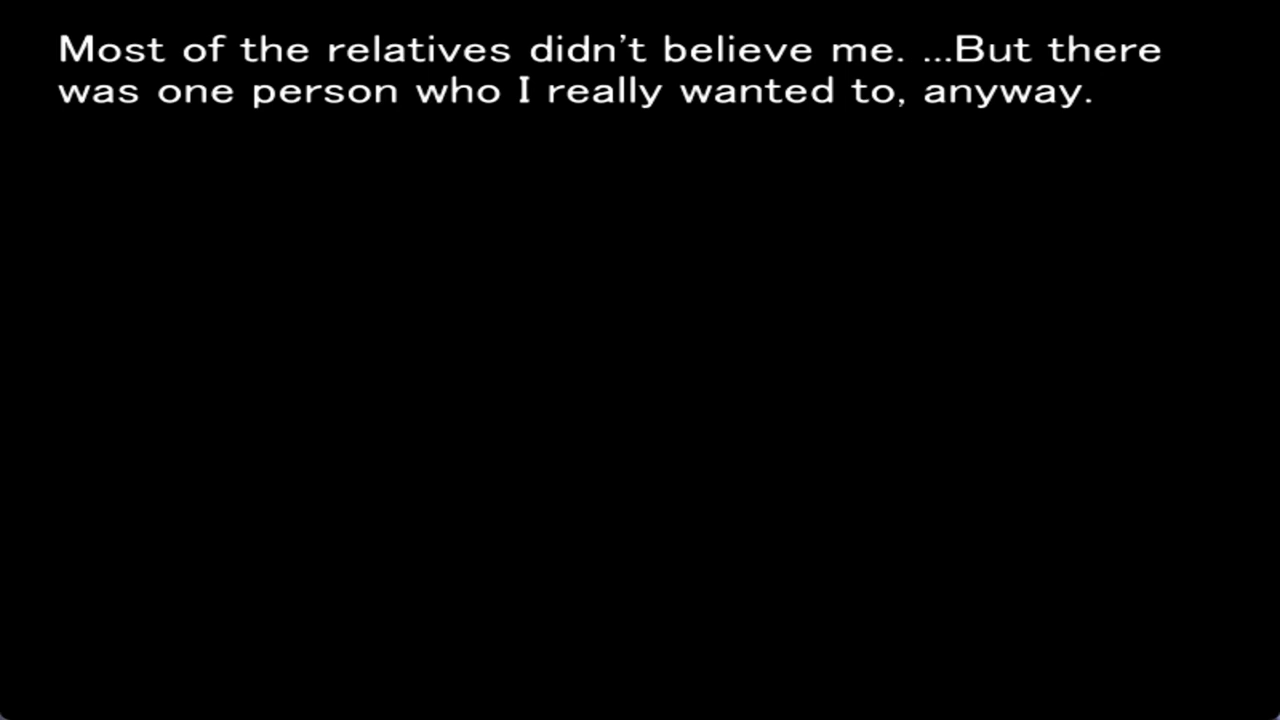 Most of the relatives didn't believe me. ...But there
was one person who I really wanted to, anyway.